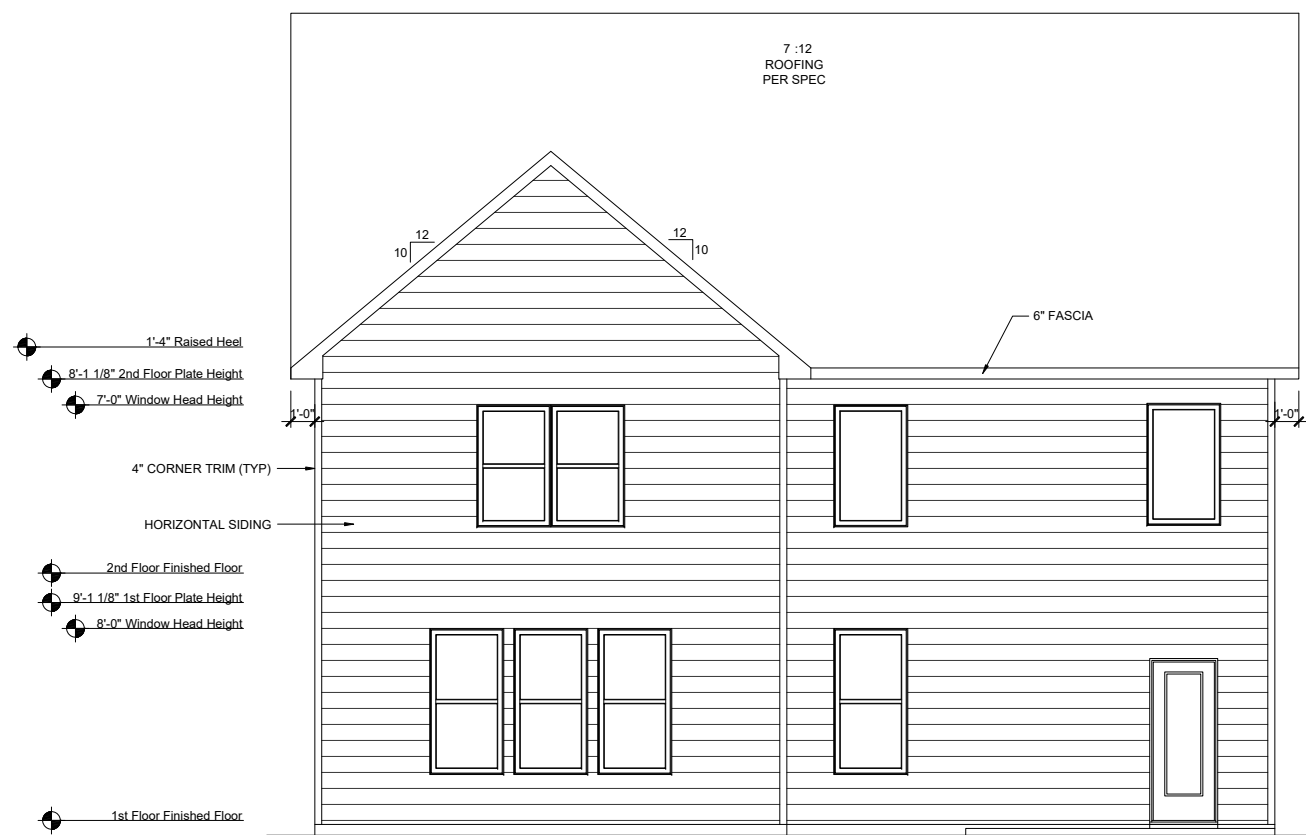 7 :12
ROOFING
PER SPEC
12
10
12
10
6" FASCIA
1'-4" Raised Heel
8'-1 1/8" 2nd Floor Plate Height
7'-0" Window Head Height
1'-0"
1'-0"
4" CORNER TRIM (TYP)
HORIZONTAL SIDING
2nd Floor Finished Floor
9'-1 1/8" 1st Floor Plate Height
8'-0" Window Head Height
1st Floor Finished Floor